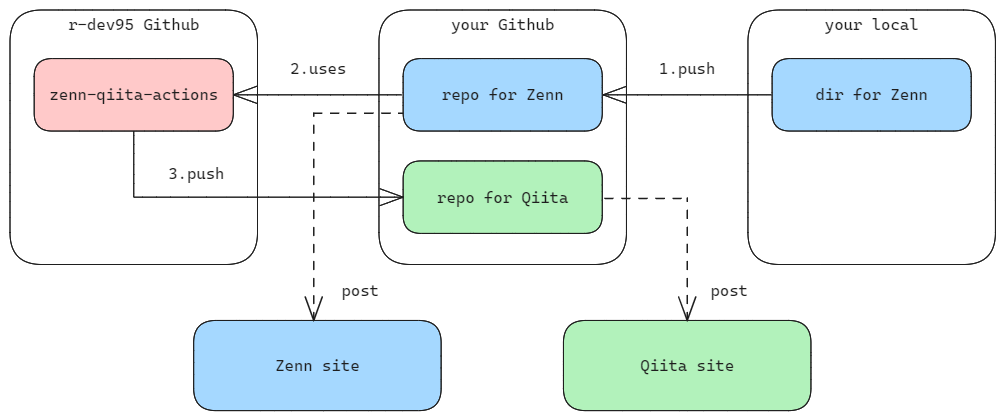 r-dev95 Github
your Github
your local
2.uses
1.push
zenn-qiita-actions
repo for Zenn
dir for Zenn
3.push
repo for Qiita
post
post
Zenn site
Qiita site